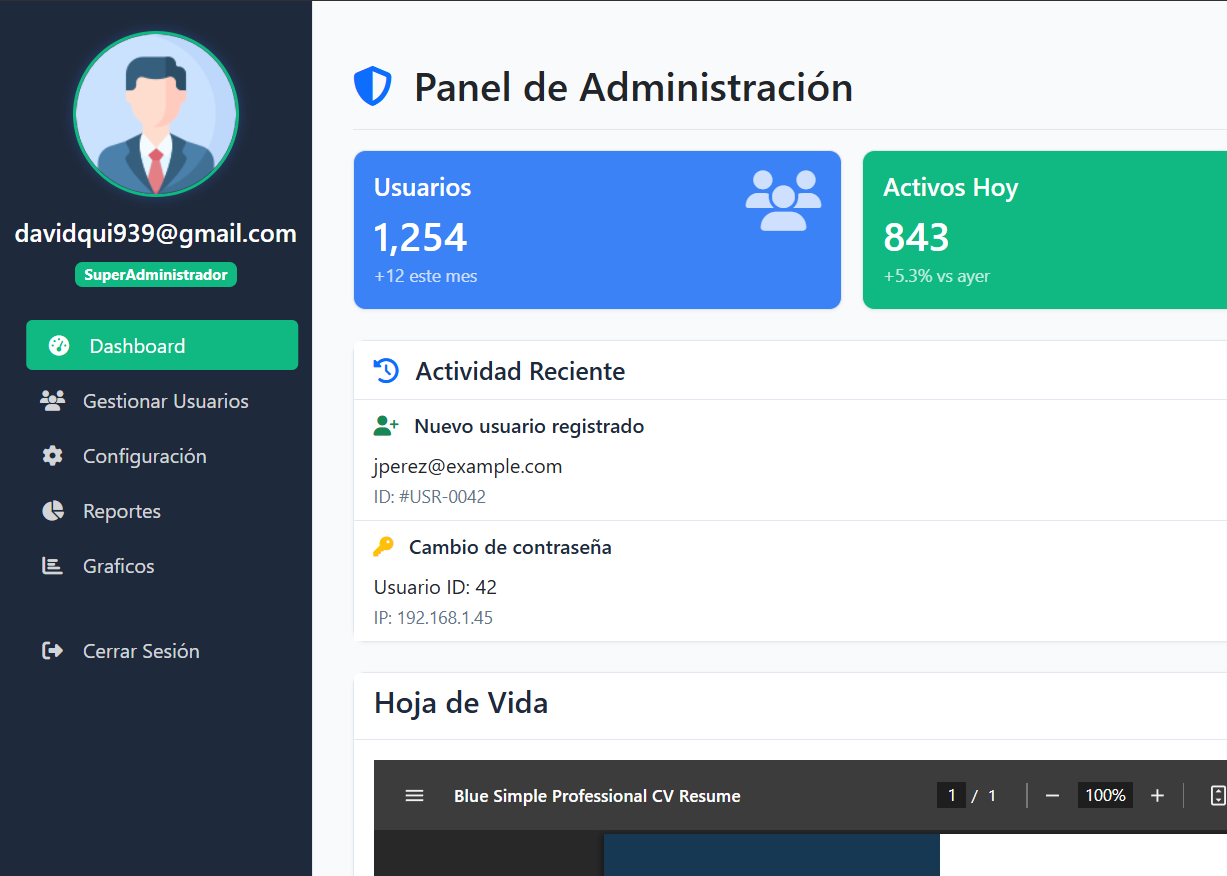 davidqui939@gmail.com
SuperAdministrador
Dashboard
Gestionar Usuarios
Configuración
Reportes
Graficos
Cerrar Sesión
Panel de Administración
Usuarios
1,254
+12 este mes
Activos Hoy
843
+5.3% vs ayer
Actividad Reciente
Nuevo usuario registrado
jperez@example.com
ID: #USR-0042
Cambio de contraseña
Usuario ID: 42
IP: 192.168.1.45
Hoja de Vida
Blue Simple Professional CV Resume 1 / 1 100%